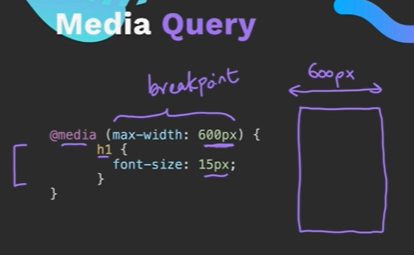 Media Query
breakpoint
600px
@media (max-width: 600px) {
h1 {
font-size: 15px;
}
}